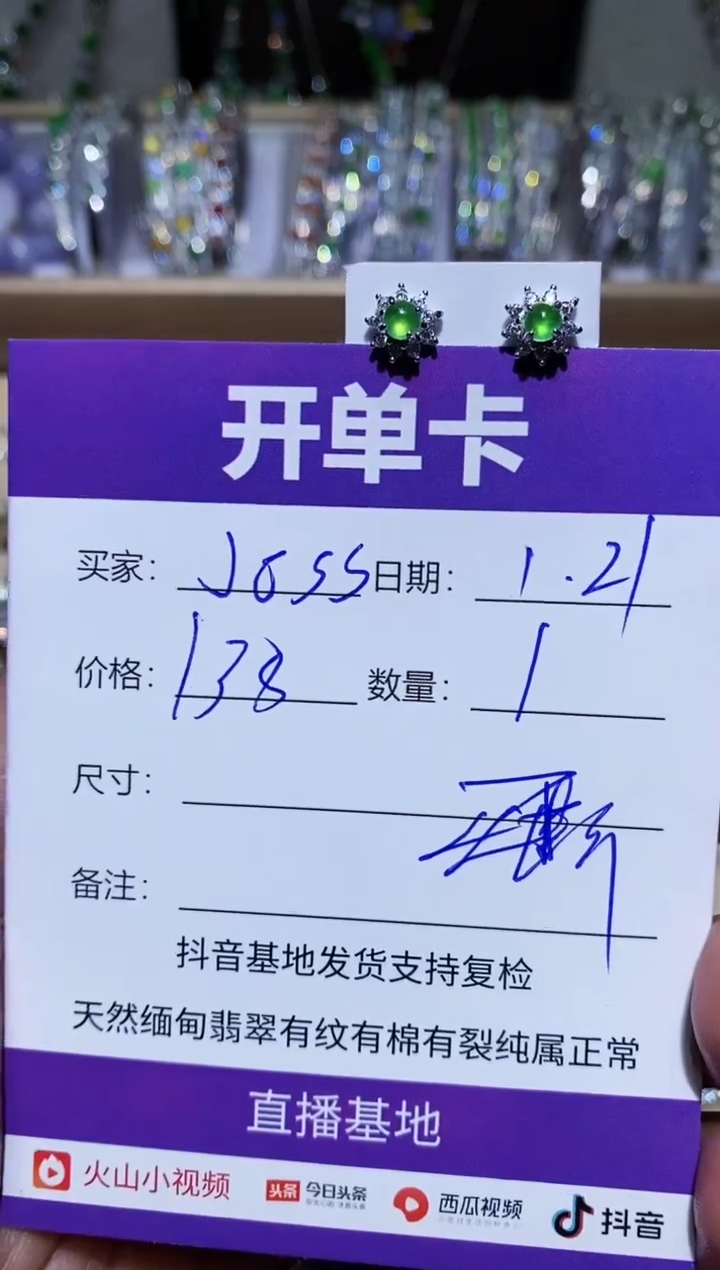 开单卡
买家: Joss 日期: 1.21
价格: 138 数量: 1
尺寸:
备注:
抖音基地发货支持复检
天然缅甸翡翠有纹有棉有裂纯属正常
直播基地
火山小视频 头条 今日头条 西瓜视频 抖音